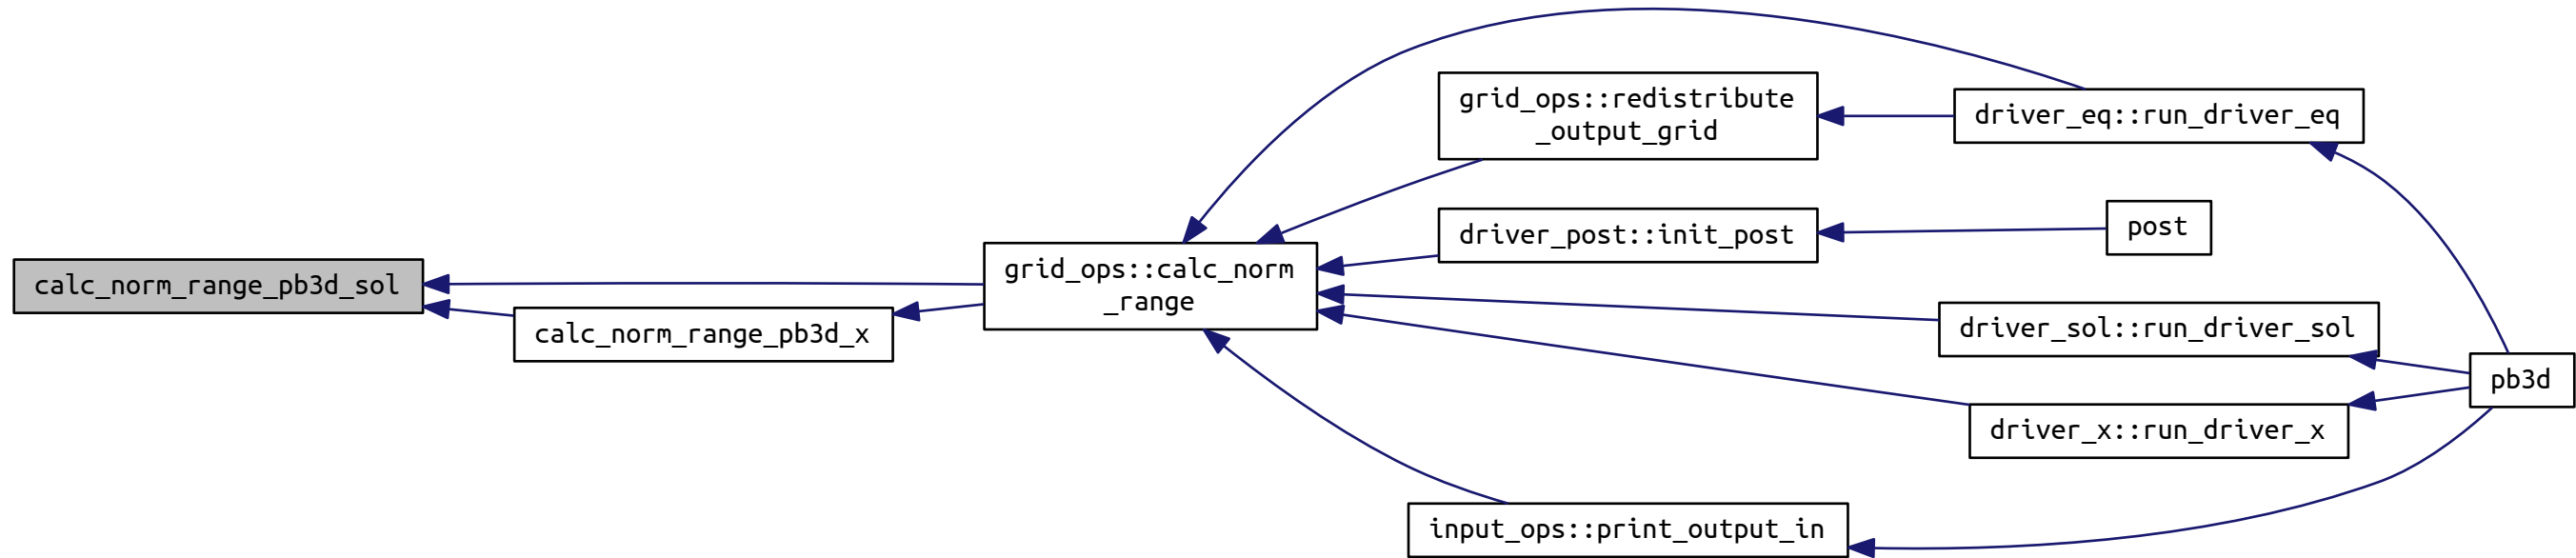 calc_norm_range_pb3d_sol
calc_norm_range_pb3d_x
grid_ops::calc_norm
_range
grid_ops::redistribute
_output_grid
driver_post::init_post
input_ops::print_output_in
driver_eq::run_driver_eq
post
driver_sol::run_driver_sol
driver_x::run_driver_x
pb3d